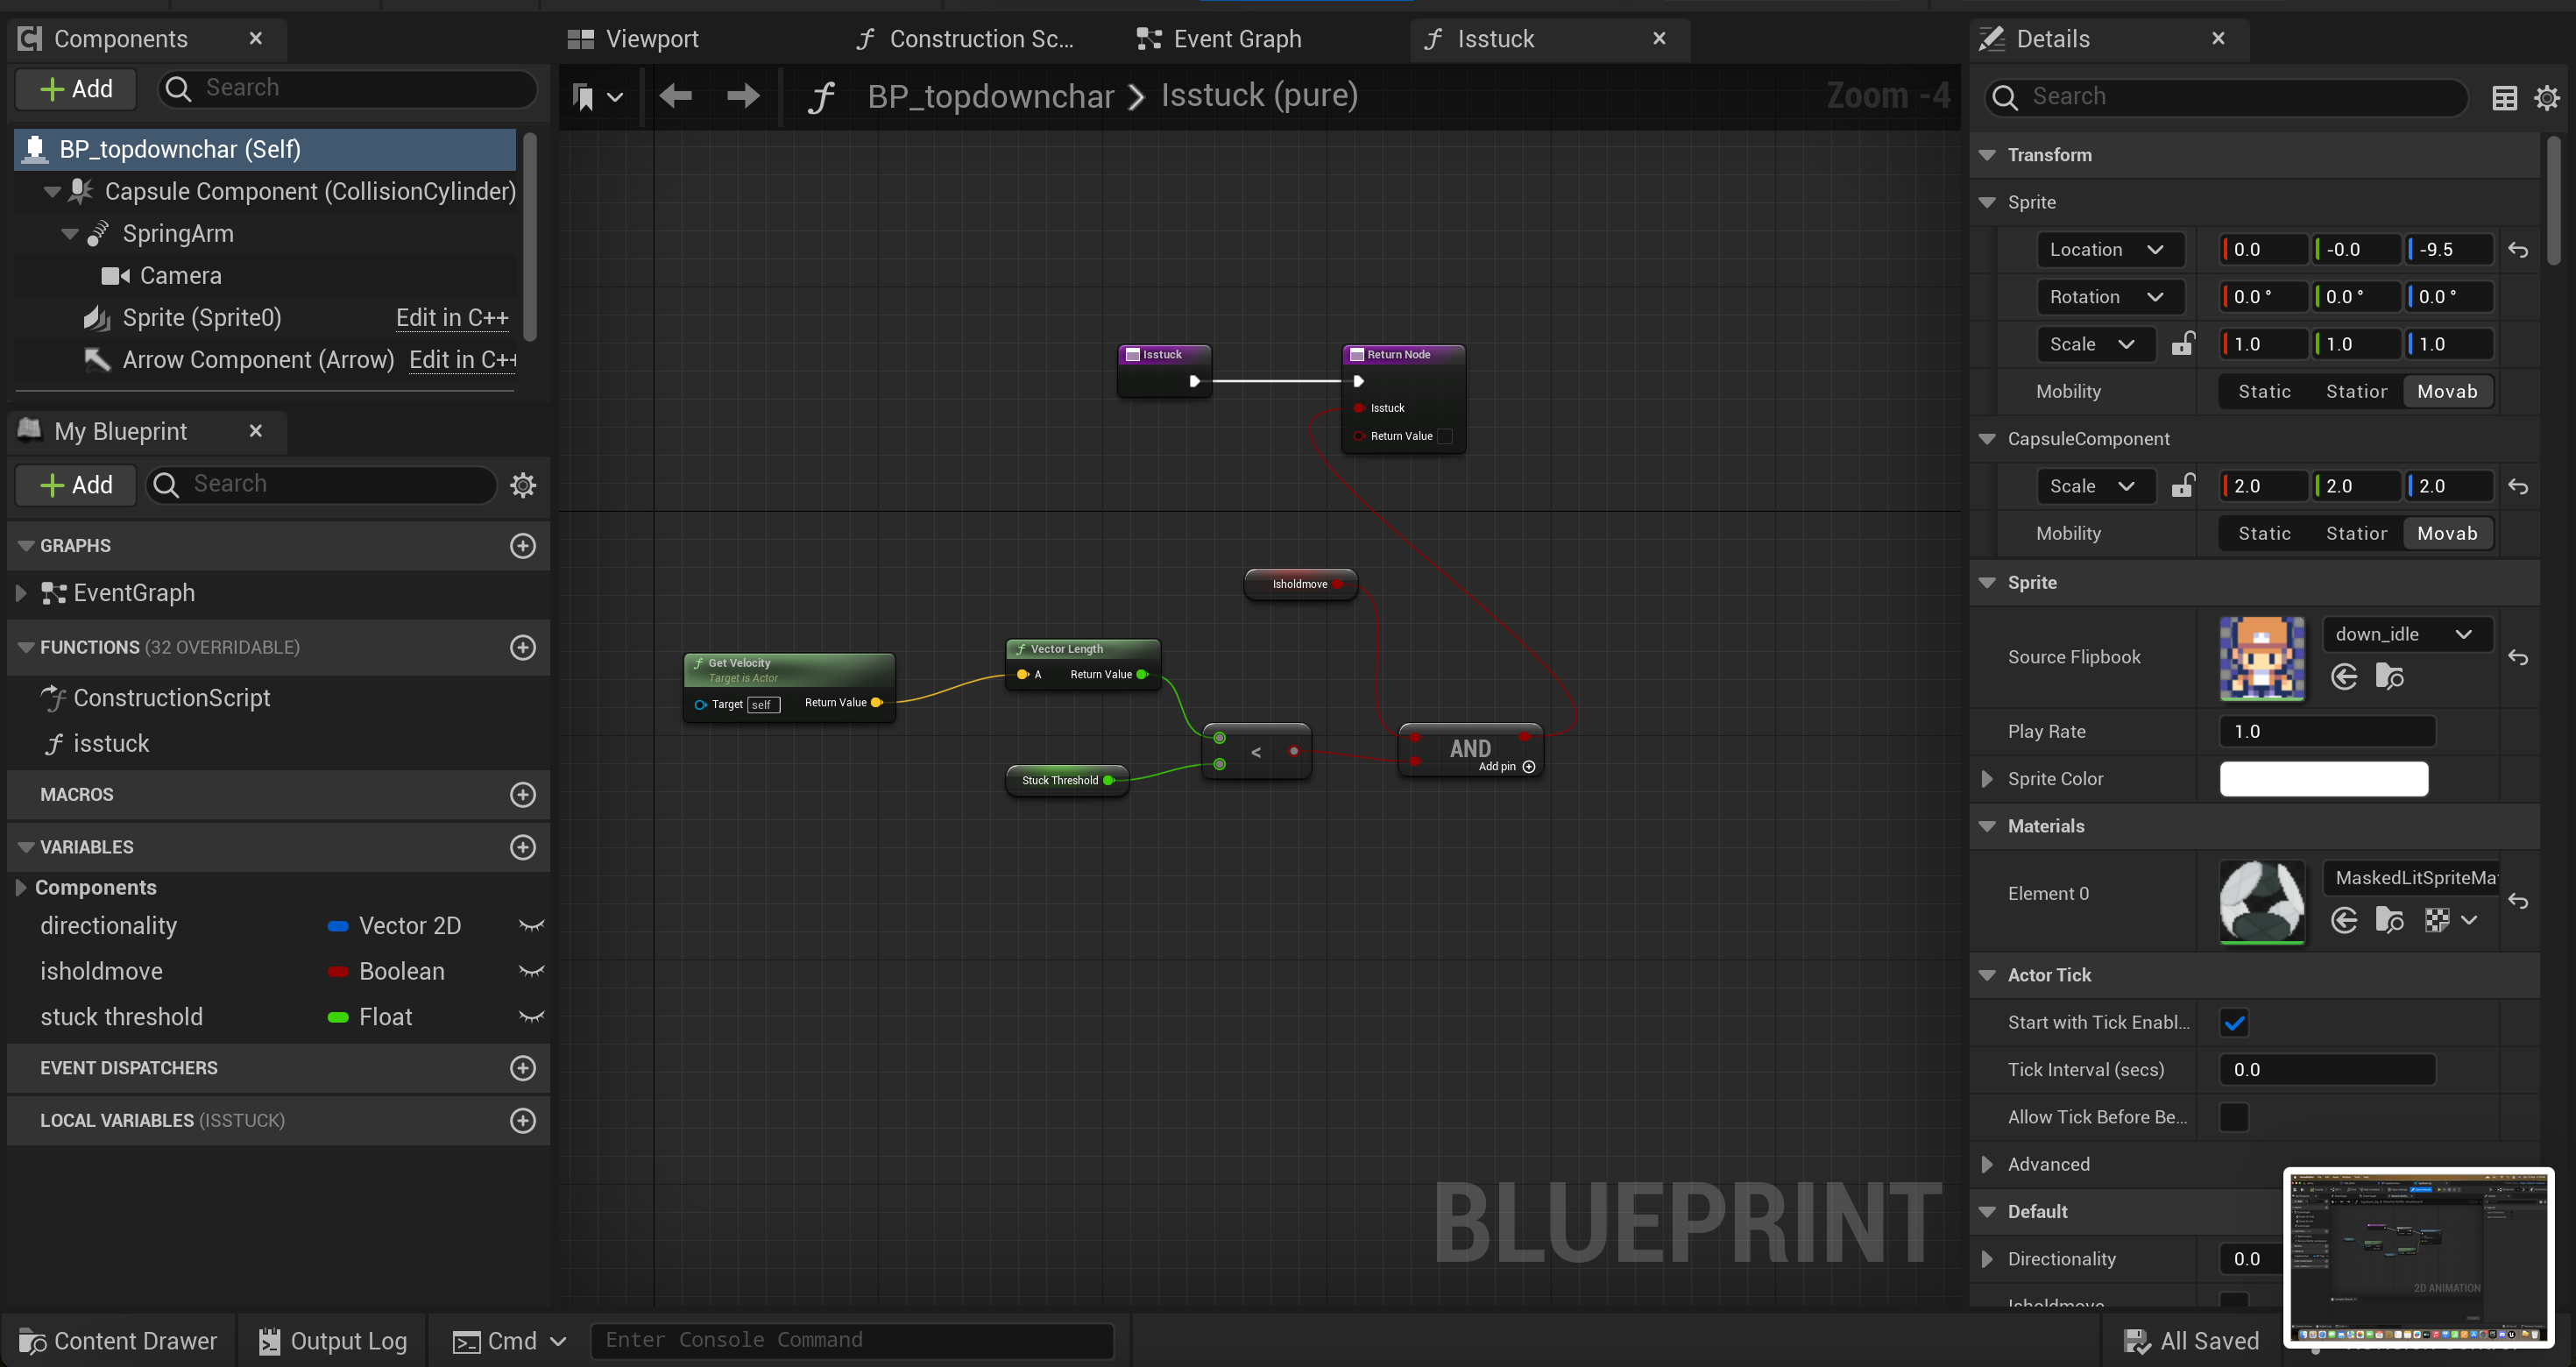 Components
Add
Search
BP_topdownchar (Self)
Capsule Component (CollisionCylinder)
SpringArm
Camera
Sprite (Sprite0) Edit in C++
Arrow Component (Arrow) Edit in C++
My Blueprint
Add
Search
GRAPHS
EventGraph
FUNCTIONS (32 OVERRIDABLE)
ConstructionScript
isstuck
MACROS
VARIABLES
Components
directionality Vector 2D
isholdmove Boolean
stuck threshold Float
EVENT DISPATCHERS
LOCAL VARIABLES (ISSTUCK)
Viewport
Construction Sc...
Event Graph
Isstuck
BP_topdownchar > Isstuck (pure)
Zoom -4
Isstuck
Return Node
Isstuck
Return Value
Isholdmove
Get Velocity
Target is Actor
Target self Return Value
Vector Length
A Return Value
Stuck Threshold
<
AND
Add pin
BLUEPRINT
Details
Search
Transform
Sprite
Location 0.0 -0.0 -9.5
Rotation 0.0 ° 0.0 ° 0.0 °
Scale 1.0 1.0 1.0
Mobility Static Station Movab
CapsuleComponent
Scale 2.0 2.0 2.0
Mobility Static Station Movab
Sprite
Source Flipbook down_idle
Play Rate 1.0
Sprite Color
Materials
Element 0 MaskedLitSpriteMa
Actor Tick
Start with Tick Enabl...
Tick Interval (secs) 0.0
Allow Tick Before Be...
Advanced
Default
Directionality 0.0
Isholdmove
2D ANIMATION
Content Drawer
Output Log
Cmd
Enter Console Command
All Saved